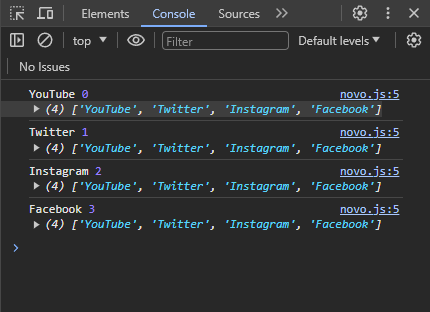 Elements Console Sources
top Filter Default levels
No Issues
YouTube 0 novo.js:5
(4) ['YouTube', 'Twitter', 'Instagram', 'Facebook']
Twitter 1 novo.js:5
(4) ['YouTube', 'Twitter', 'Instagram', 'Facebook']
Instagram 2 novo.js:5
(4) ['YouTube', 'Twitter', 'Instagram', 'Facebook']
Facebook 3 novo.js:5
(4) ['YouTube', 'Twitter', 'Instagram', 'Facebook']